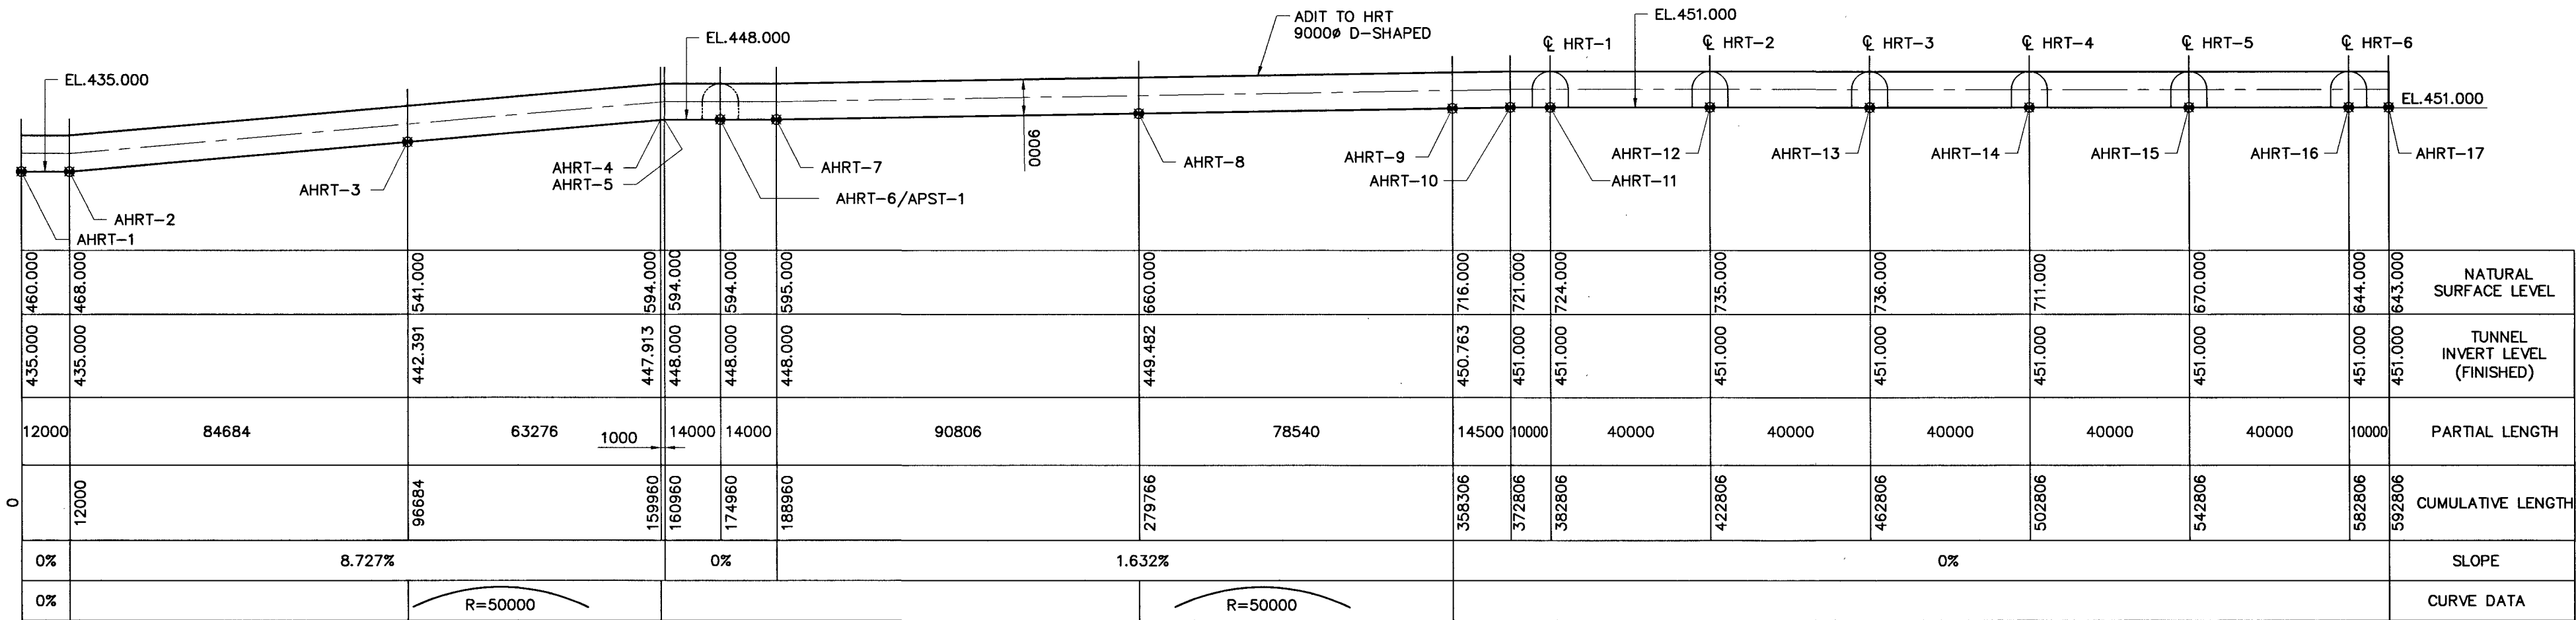 ADIT TO HRT
9000ø D-SHAPED
EL.451.000
EL.448.000
EL.435.000
℄ HRT-1
℄ HRT-2
℄ HRT-3
℄ HRT-4
℄ HRT-5
℄ HRT-6
EL.451.000
9000
AHRT-1
AHRT-2
AHRT-3
AHRT-4
AHRT-5
AHRT-6/APST-1
AHRT-7
AHRT-8
AHRT-9
AHRT-10
AHRT-11
AHRT-12
AHRT-13
AHRT-14
AHRT-15
AHRT-16
AHRT-17
460.000 468.000 541.000 594.000 594.000 594.000 595.000 660.000 716.000 721.000 724.000 735.000 736.000 711.000 670.000 644.000 643.000
NATURAL
SURFACE LEVEL
435.000 435.000 442.391 447.913 448.000 448.000 448.000 449.482 450.763 451.000 451.000 451.000 451.000 451.000 451.000 451.000 451.000
TUNNEL
INVERT LEVEL
(FINISHED)
12000 84684 63276 1000 14000 14000 90806 78540 14500 10000 40000 40000 40000 40000 40000 10000 PARTIAL LENGTH
0 12000 96684 159960 160960 174960 188960 279766 358306 372806 382806 422806 462806 502806 542806 582806 592806 CUMULATIVE LENGTH
0% 8.727% 0% 1.632% 0% SLOPE
0% R=50000 R=50000 CURVE DATA